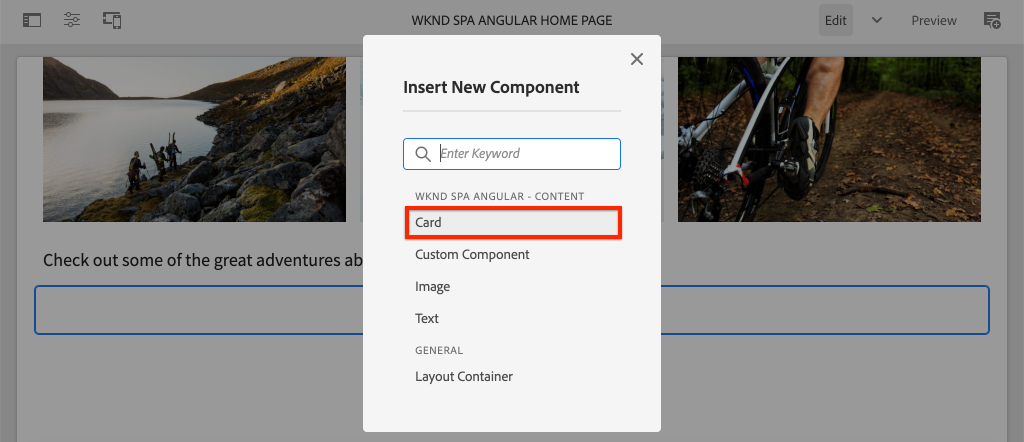 WKND SPA ANGULAR HOME PAGE
Edit
Preview
Insert New Component
Enter Keyword
WKND SPA ANGULAR - CONTENT
Card
Check out some of the great adventures ab
Custom Component
Image
Text
GENERAL
Layout Container